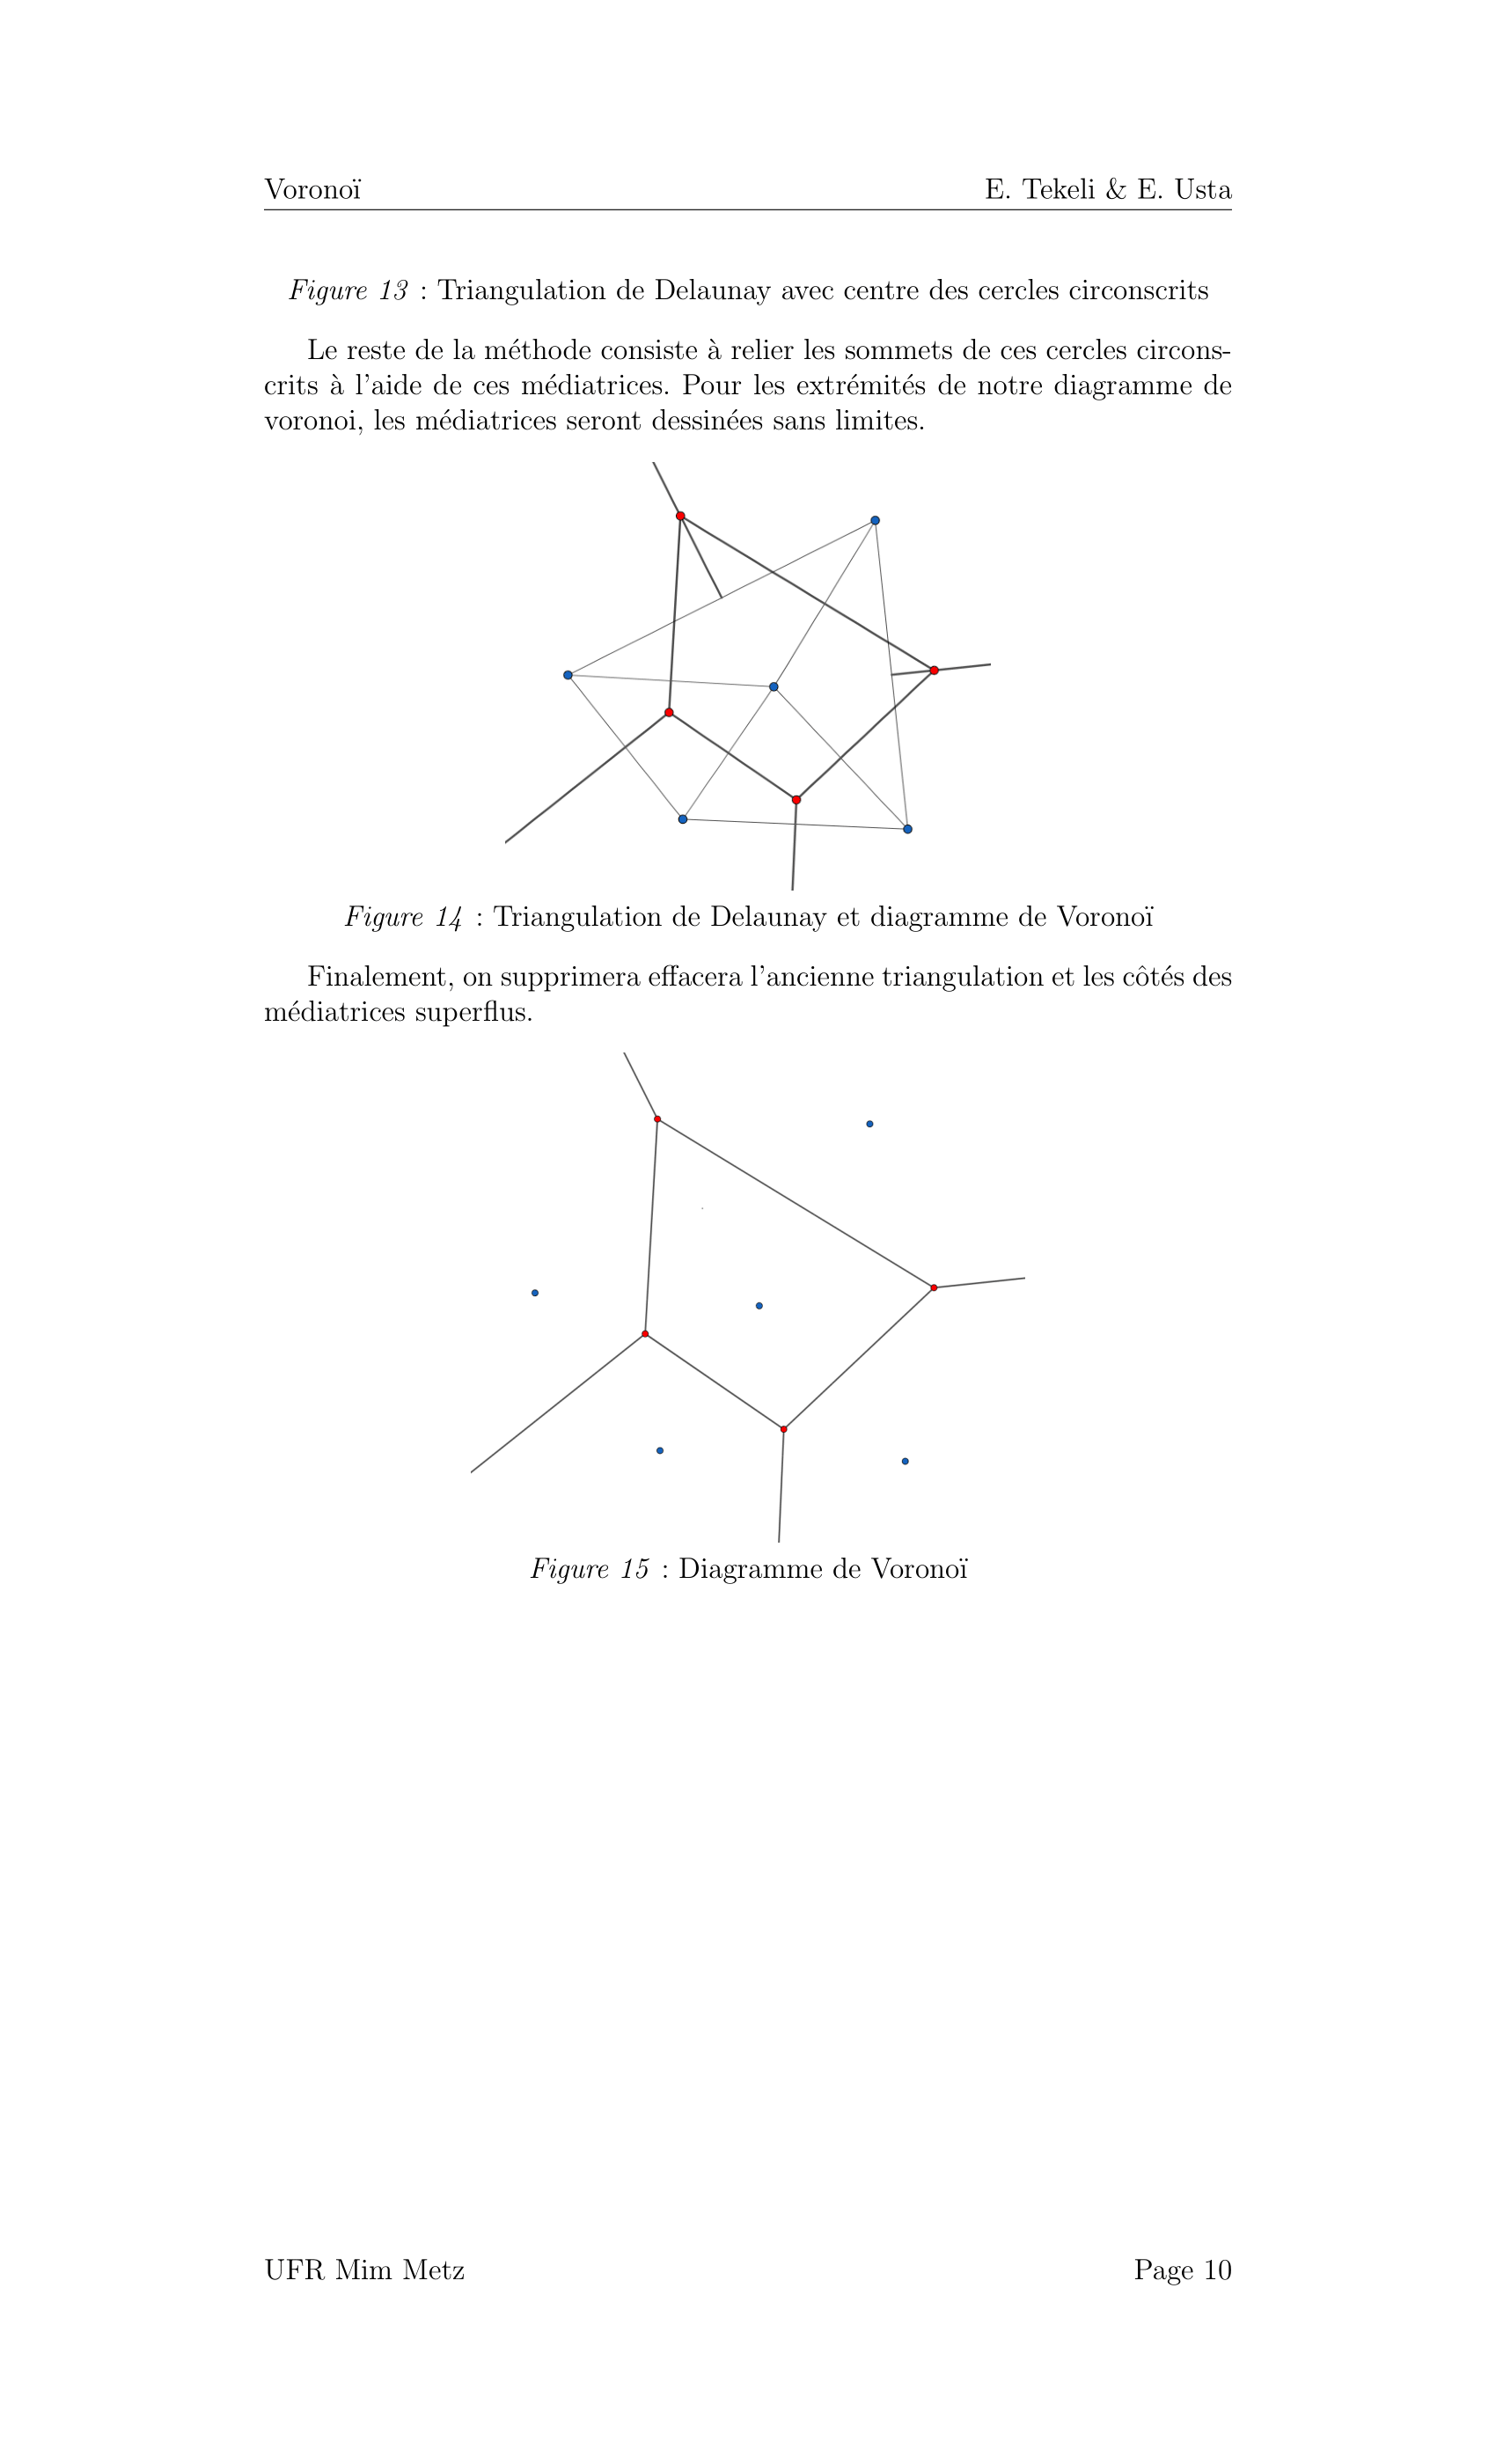 Voronoï E. Tekeli & E. Usta
Figure 13 : Triangulation de Delaunay avec centre des cercles circonscrits
Le reste de la méthode consiste à relier les sommets de ces cercles circons-
crits à l'aide de ces médiatrices. Pour les extrémités de notre diagramme de
voronoi, les médiatrices seront dessinées sans limites.
Figure 14 : Triangulation de Delaunay et diagramme de Voronoï
Finalement, on supprimera effacera l'ancienne triangulation et les côtés des
médiatrices superflus.
Figure 15 : Diagramme de Voronoï
UFR Mim Metz Page 10